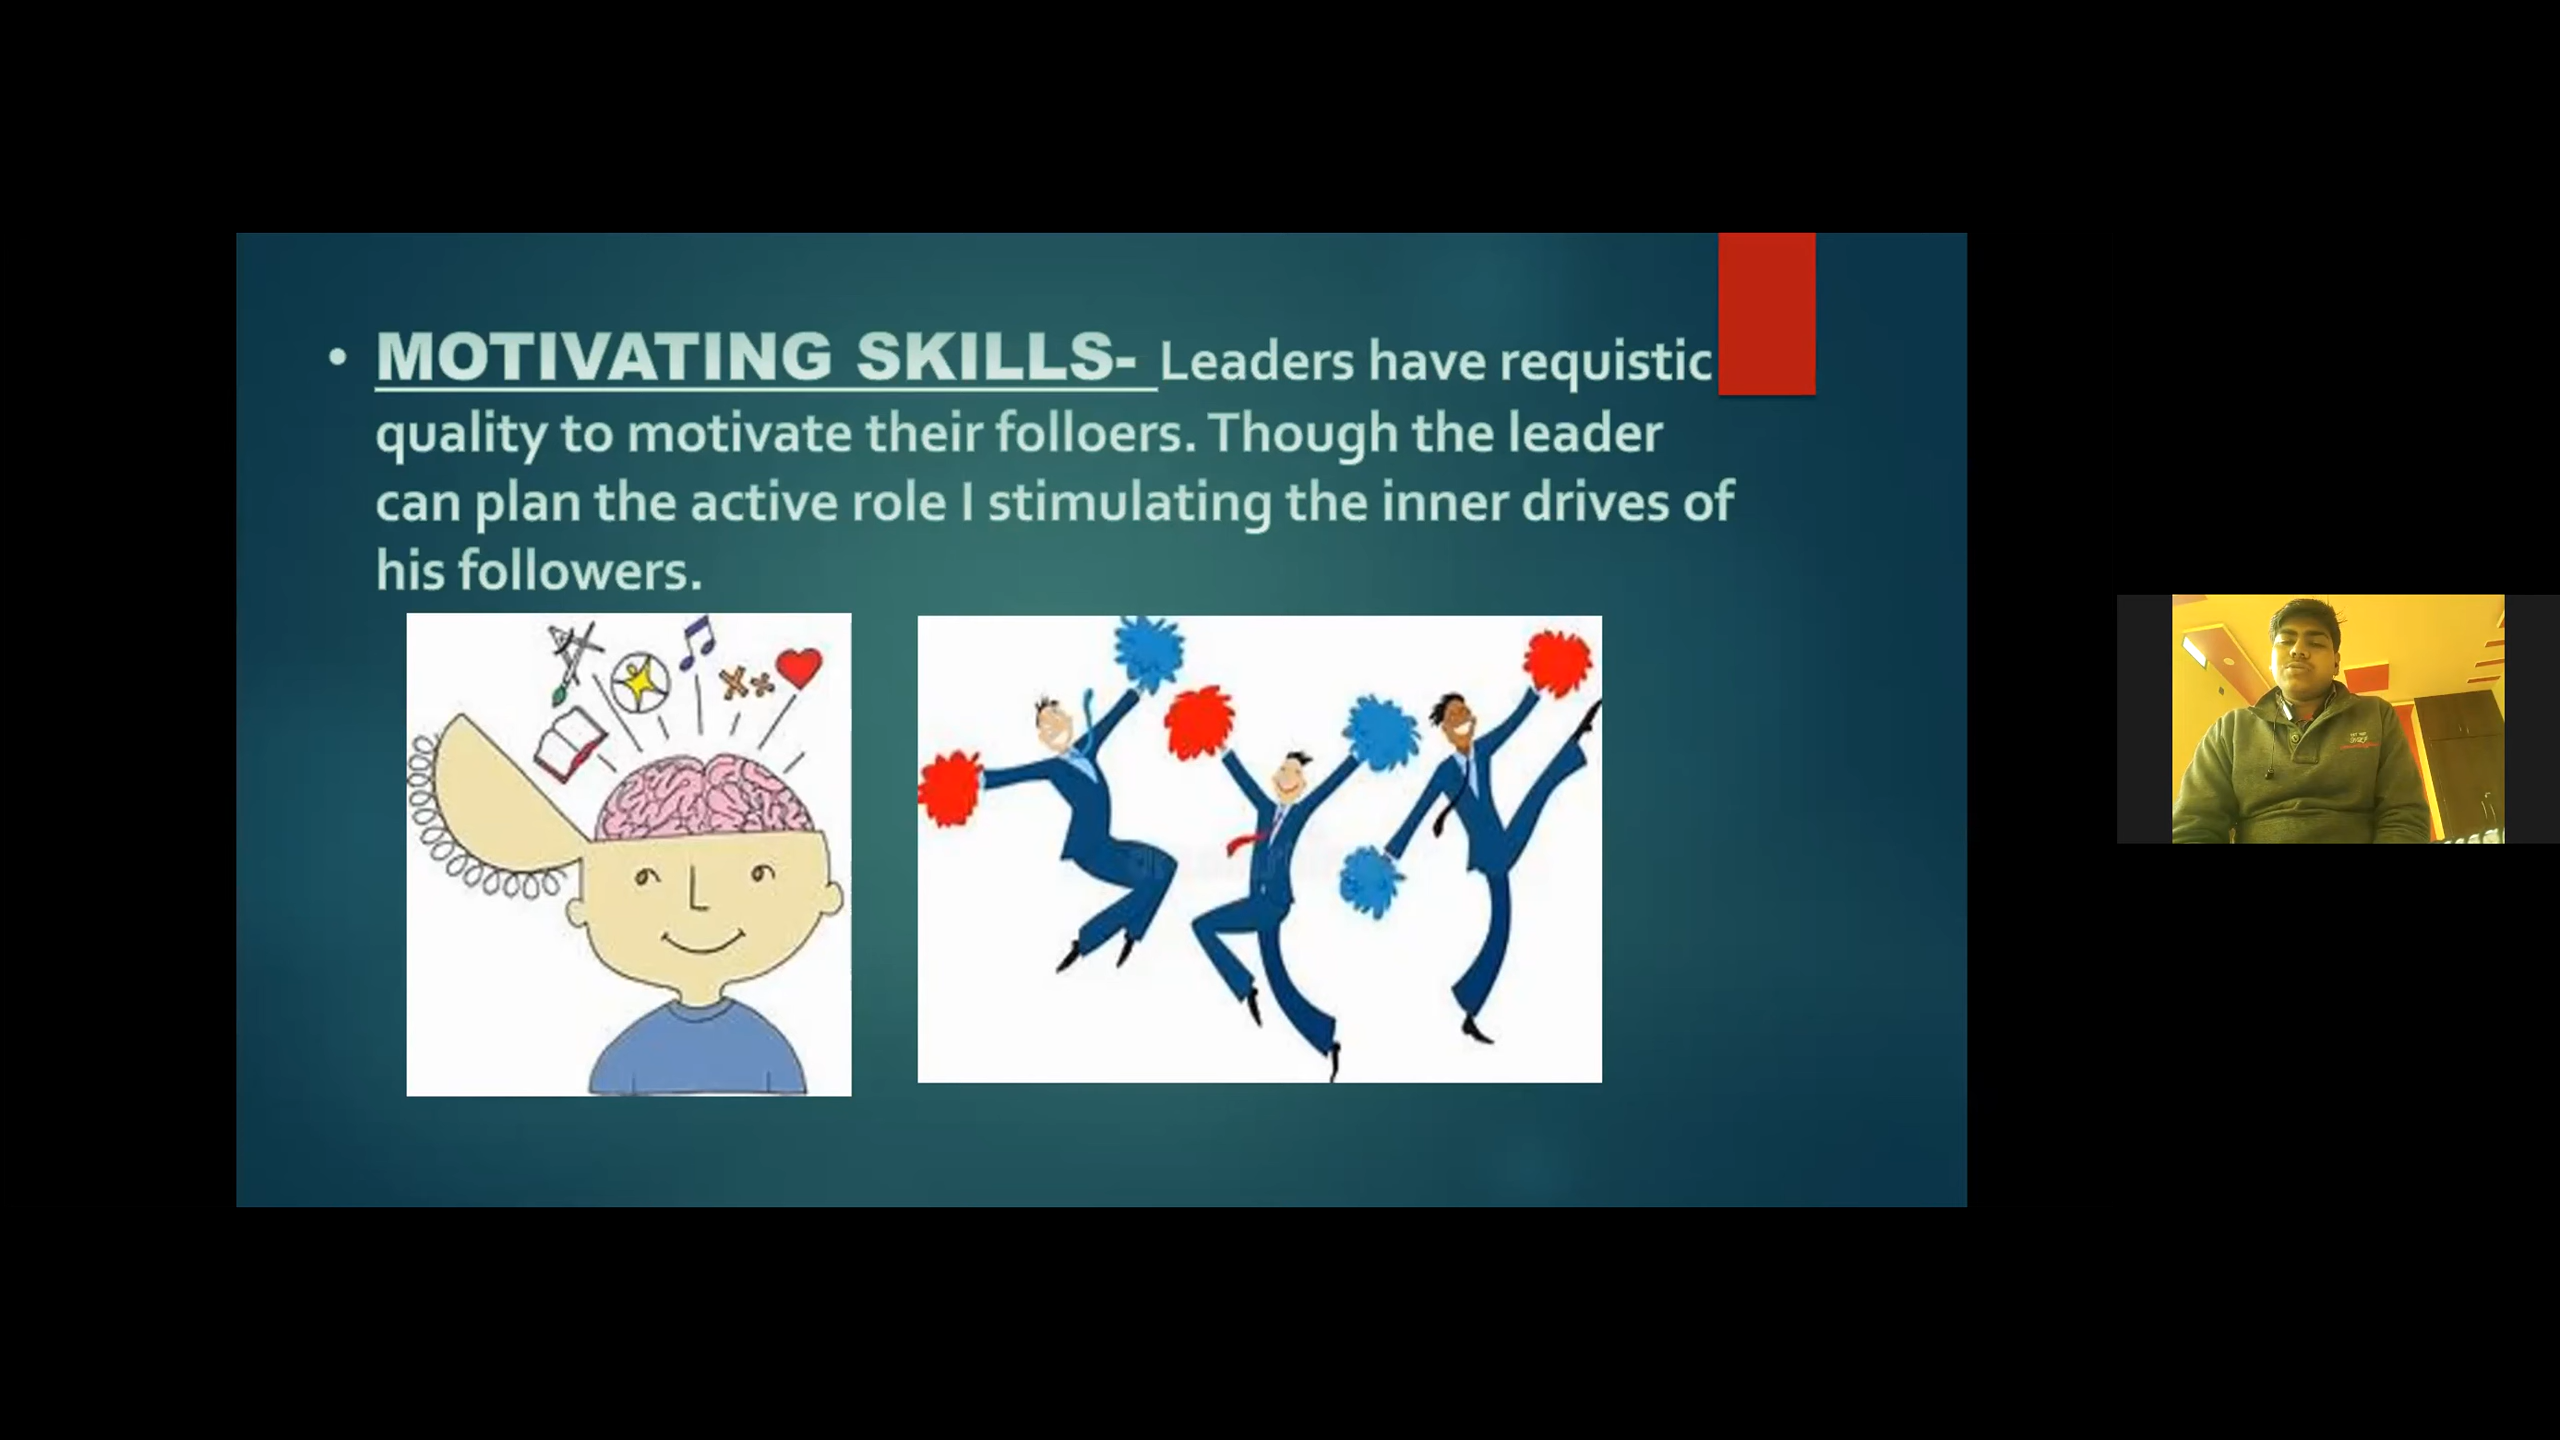 • MOTIVATING SKILLS- Leaders have requistic
quality to motivate their folloers. Though the leader
can plan the active role I stimulating the inner drives of
his followers.